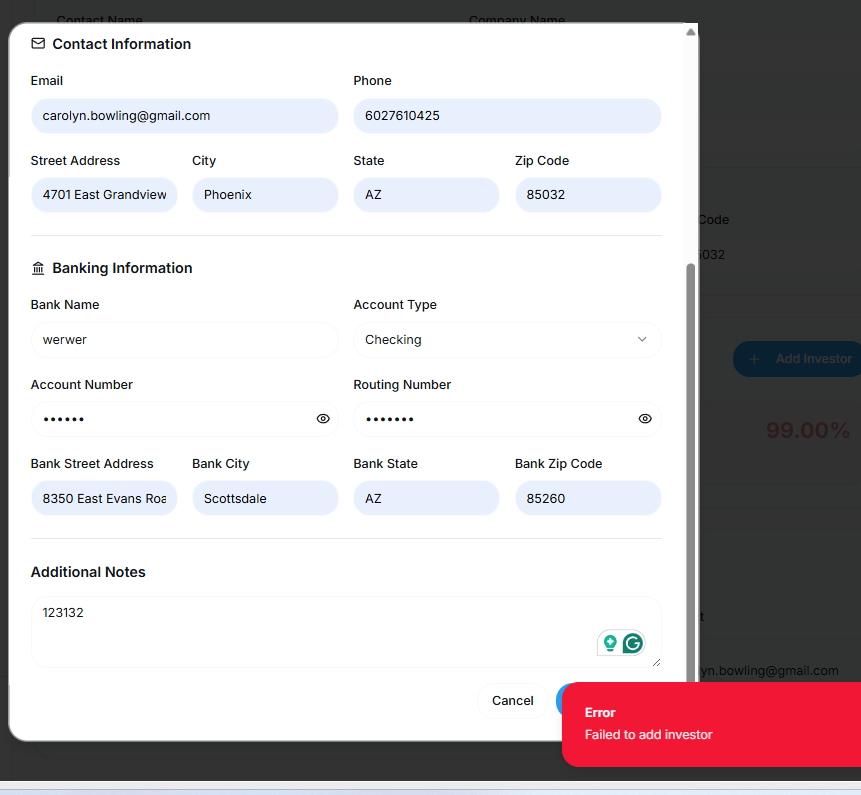 Contact Name Company Name
Contact Information
Email Phone
carolyn.bowling@gmail.com 6027610425
Street Address City State Zip Code
4701 East Grandview Phoenix AZ 85032
Code
5032
Banking Information
Bank Name Account Type
werwer Checking
+ Add Investor
Account Number Routing Number
•••••• •••••••
99.00%
Bank Street Address Bank City Bank State Bank Zip Code
8350 East Evans Roa Scottsdale AZ 85260
Additional Notes
123132
t
yn.bowling@gmail.com
Cancel
Error
Failed to add investor